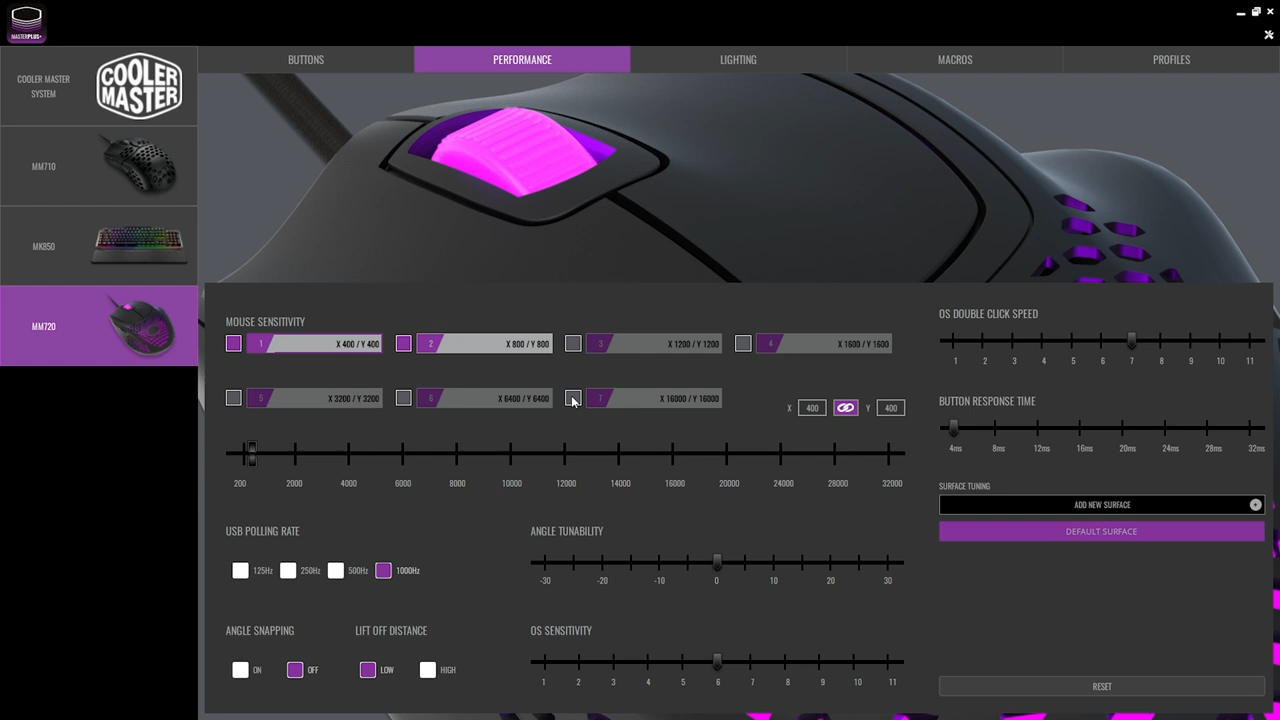 MASTERPLUS+
BUTTONS
PERFORMANCE
LIGHTING
MACROS
PROFILES
COOLER MASTER
SYSTEM
COOLER
MASTER
MM710
MK850
MM720
MOUSE SENSITIVITY
1 X 400 / Y 400
2 X 800 / Y 800
3 X 1200 / Y 1200
4 X 1600 / Y 1600
5 X 3200 / Y 3200
6 X 6400 / Y 6400
7 X 16000 / Y 16000
X 400 Y 400
200 2000 4000 6000 8000 10000 12000 14000 16000 20000 24000 28000 32000
USB POLLING RATE
125Hz 250Hz 500Hz 1000Hz
ANGLE TUNABILITY
-30 -20 -10 0 10 20 30
ANGLE SNAPPING
ON OFF
LIFT OFF DISTANCE
LOW HIGH
OS SENSITIVITY
1 2 3 4 5 6 7 8 9 10 11
OS DOUBLE CLICK SPEED
1 2 3 4 5 6 7 8 9 10 11
BUTTON RESPONSE TIME
4ms 8ms 12ms 16ms 20ms 24ms 28ms 32ms
SURFACE TUNING
ADD NEW SURFACE
DEFAULT SURFACE
RESET